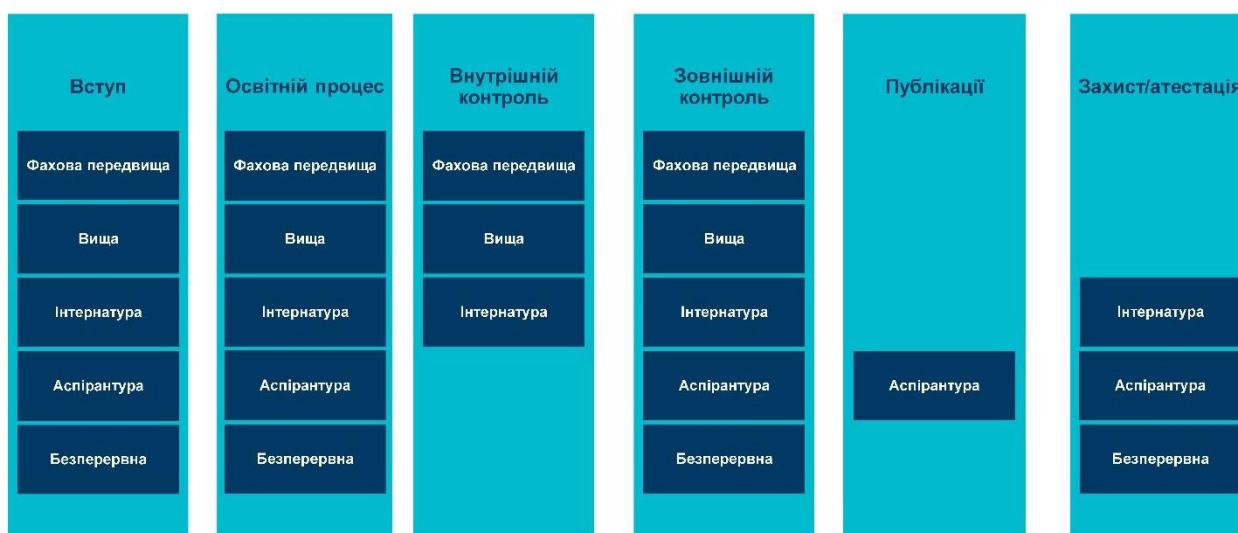 Вступ
Фахова передвища
Вища
Інтернатура
Аспірантура
Безперервна
Освітній процес
Фахова передвища
Вища
Інтернатура
Аспірантура
Безперервна
Внутрішній
контроль
Фахова передвища
Вища
Інтернатура
Зовнішній
контроль
Фахова передвища
Вища
Інтернатура
Аспірантура
Безперервна
Публікації
Аспірантура
Захист/атестація
Інтернатура
Аспірантура
Безперервна